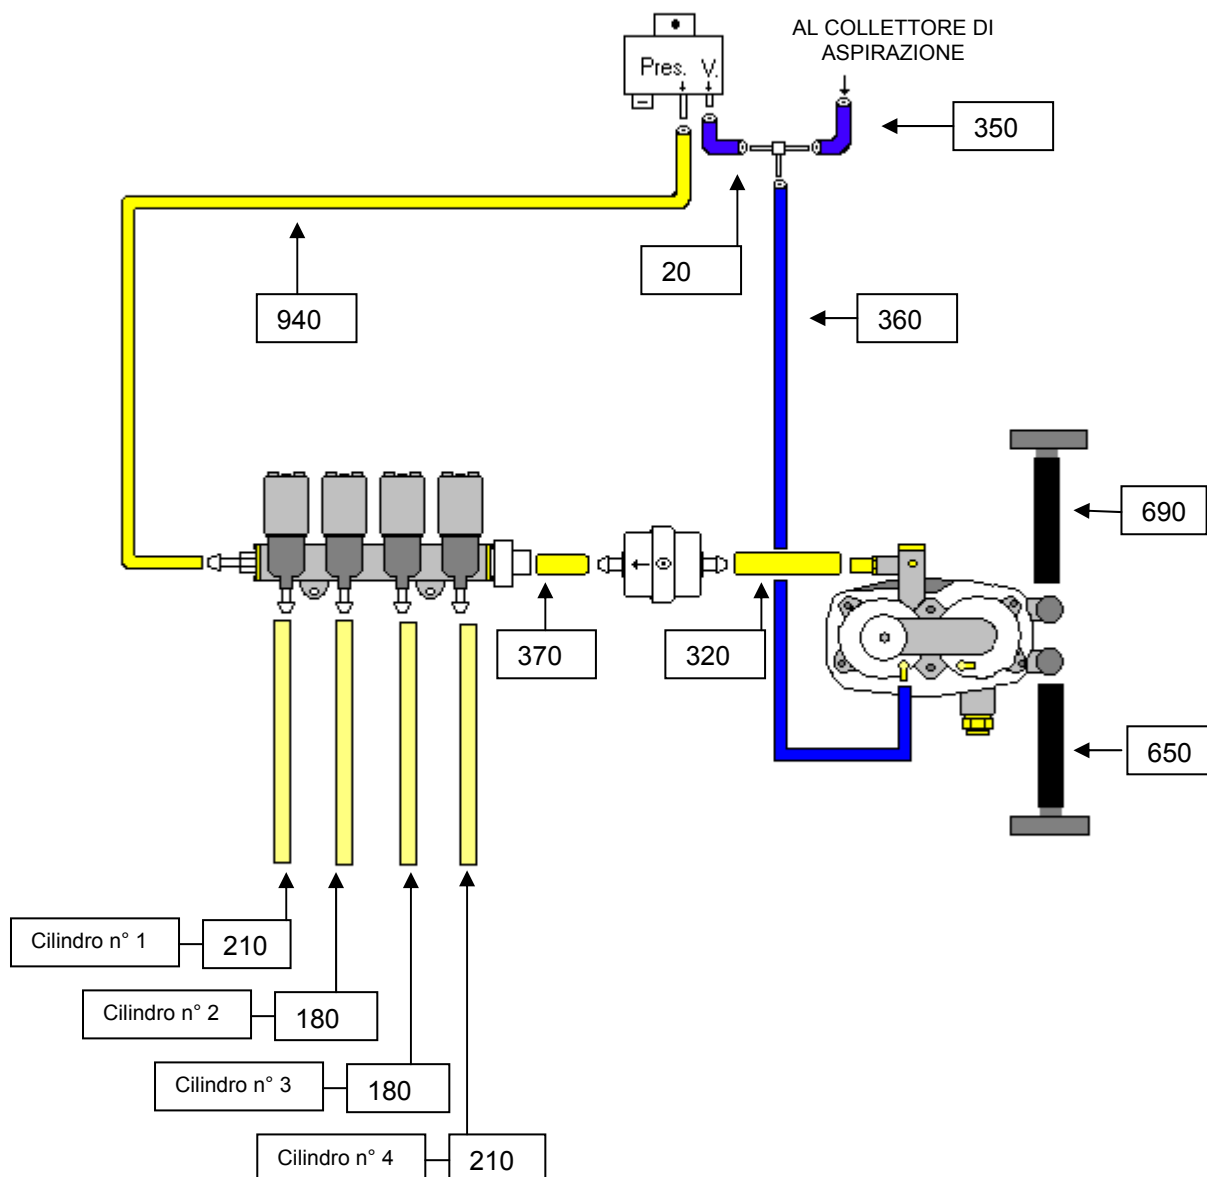 AL COLLETTORE DI
ASPIRAZIONE
Pres. V.
350
20
940
360
690
370
320
650
Cilindro n° 1 210
Cilindro n° 2 180
Cilindro n° 3 180
Cilindro n° 4 210